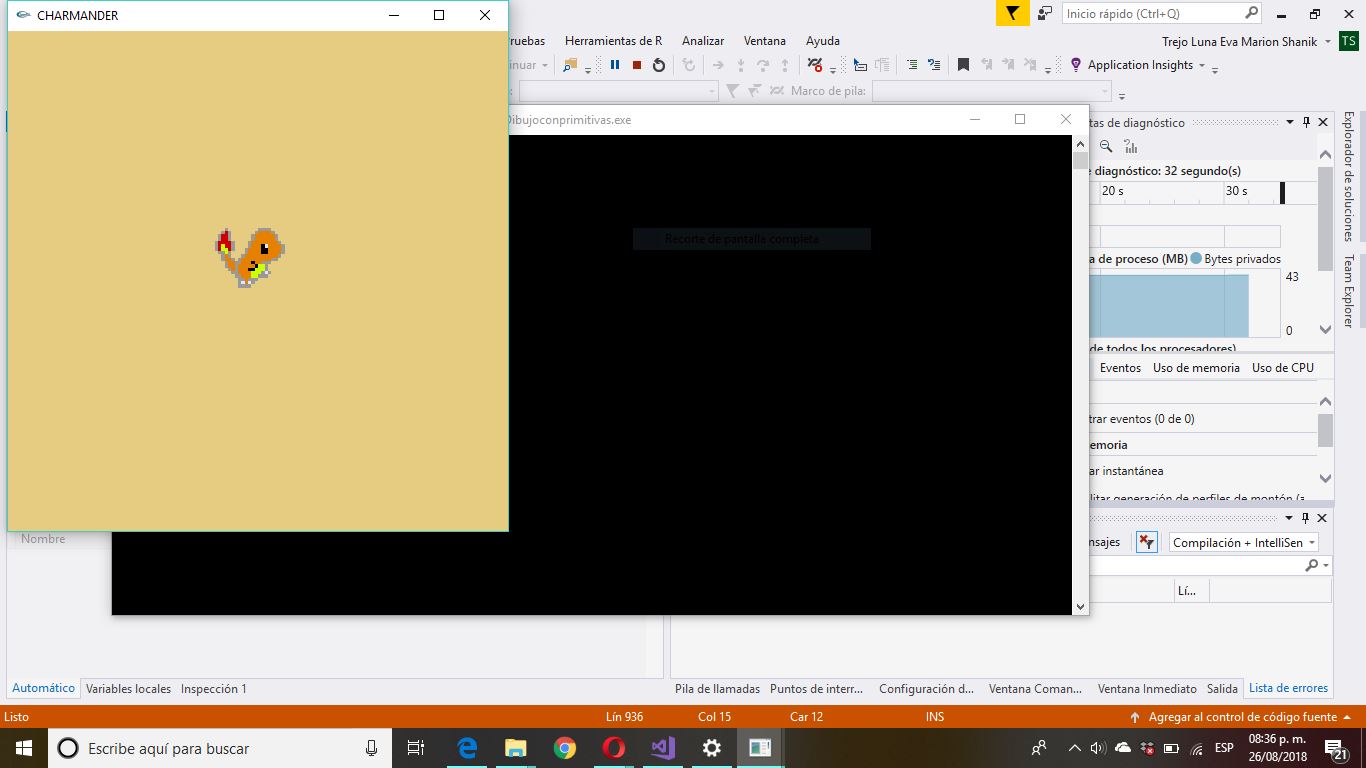 CHARMANDER
Inicio rápido (Ctrl+Q)
ruebas Herramientas de R Analizar Ventana Ayuda
Trejo Luna Eva Marion Shanik TS
nuar
Application Insights
Marco de pila:
Dibujoconprimitivas.exe
tas de diagnóstico
e diagnóstico: 32 segundo(s)
20 s 30 s
Recorte de pantalla completa
a de proceso (MB) Bytes privados
43
0
de todos los procesadores)
Eventos Uso de memoria Uso de CPU
trar eventos (0 de 0)
emoria
ar instantánea
ilitar generación de perfiles de montón (a
Explorador de soluciones
Team Explorer
Nombre
nsajes
Compilación + IntelliSen
Lí...
Automático Variables locales Inspección 1
Pila de llamadas Puntos de interr... Configuración d... Ventana Coman... Ventana Inmediato Salida Lista de errores
Listo Lín 936 Col 15 Car 12 INS Agregar al control de código fuente
Escribe aquí para buscar
ESP
08:36 p. m.
26/08/2018
21